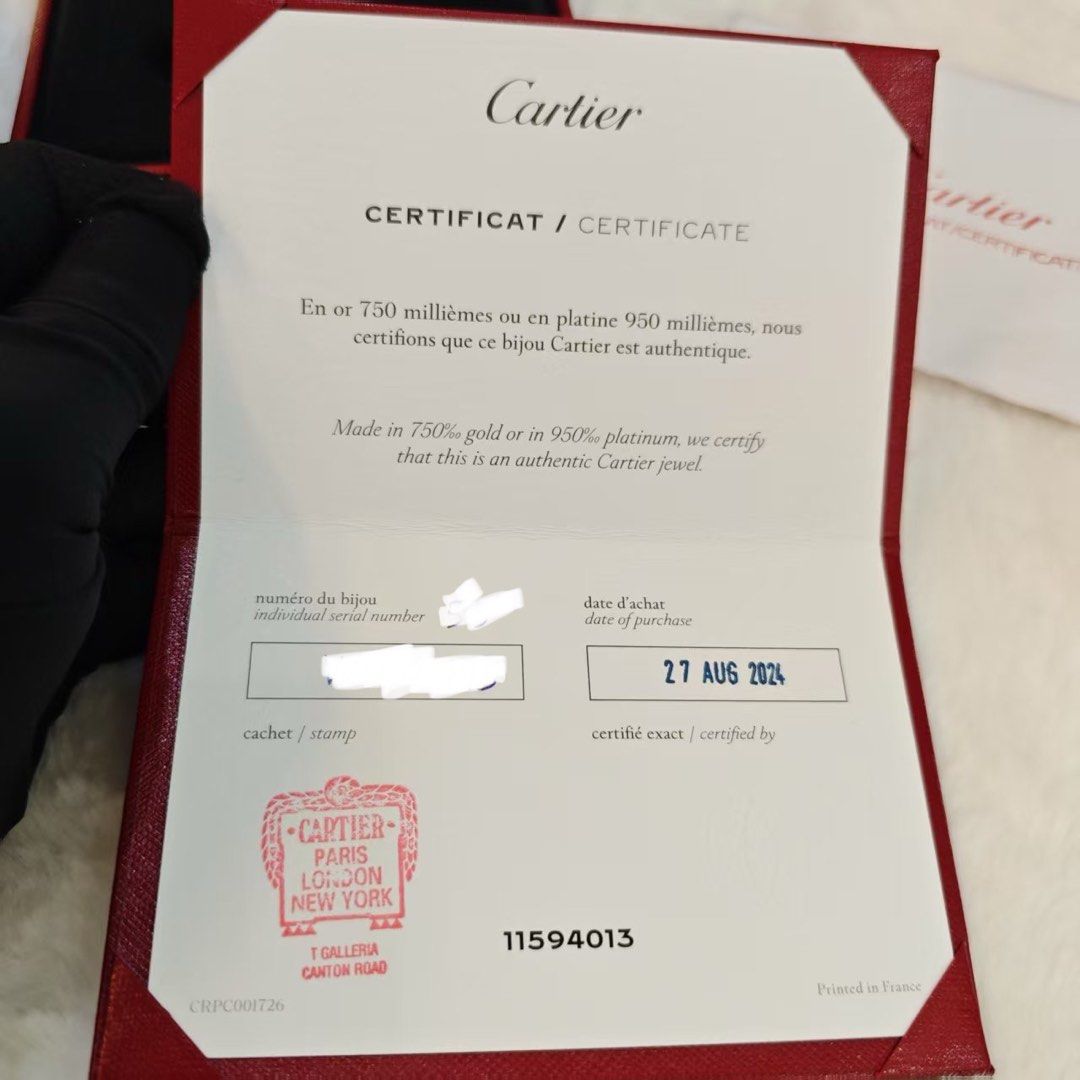 Cartier
CERTIFICAT / CERTIFICATE
En or 750 millièmes ou en platine 950 millièmes, nous
certifions que ce bijou Cartier est authentique.
Made in 750‰ gold or in 950‰ platinum, we certify
that this is an authentic Cartier jewel.
numéro du bijou
individual serial number
date d'achat
date of purchase
27 AUG 2024
cachet / stamp
certifié exact | certified by
CARTIER
PARIS
LONDON
NEW YORK
T GALLERIA
CANTON ROAD
11594013
CRPC001726
Printed in France